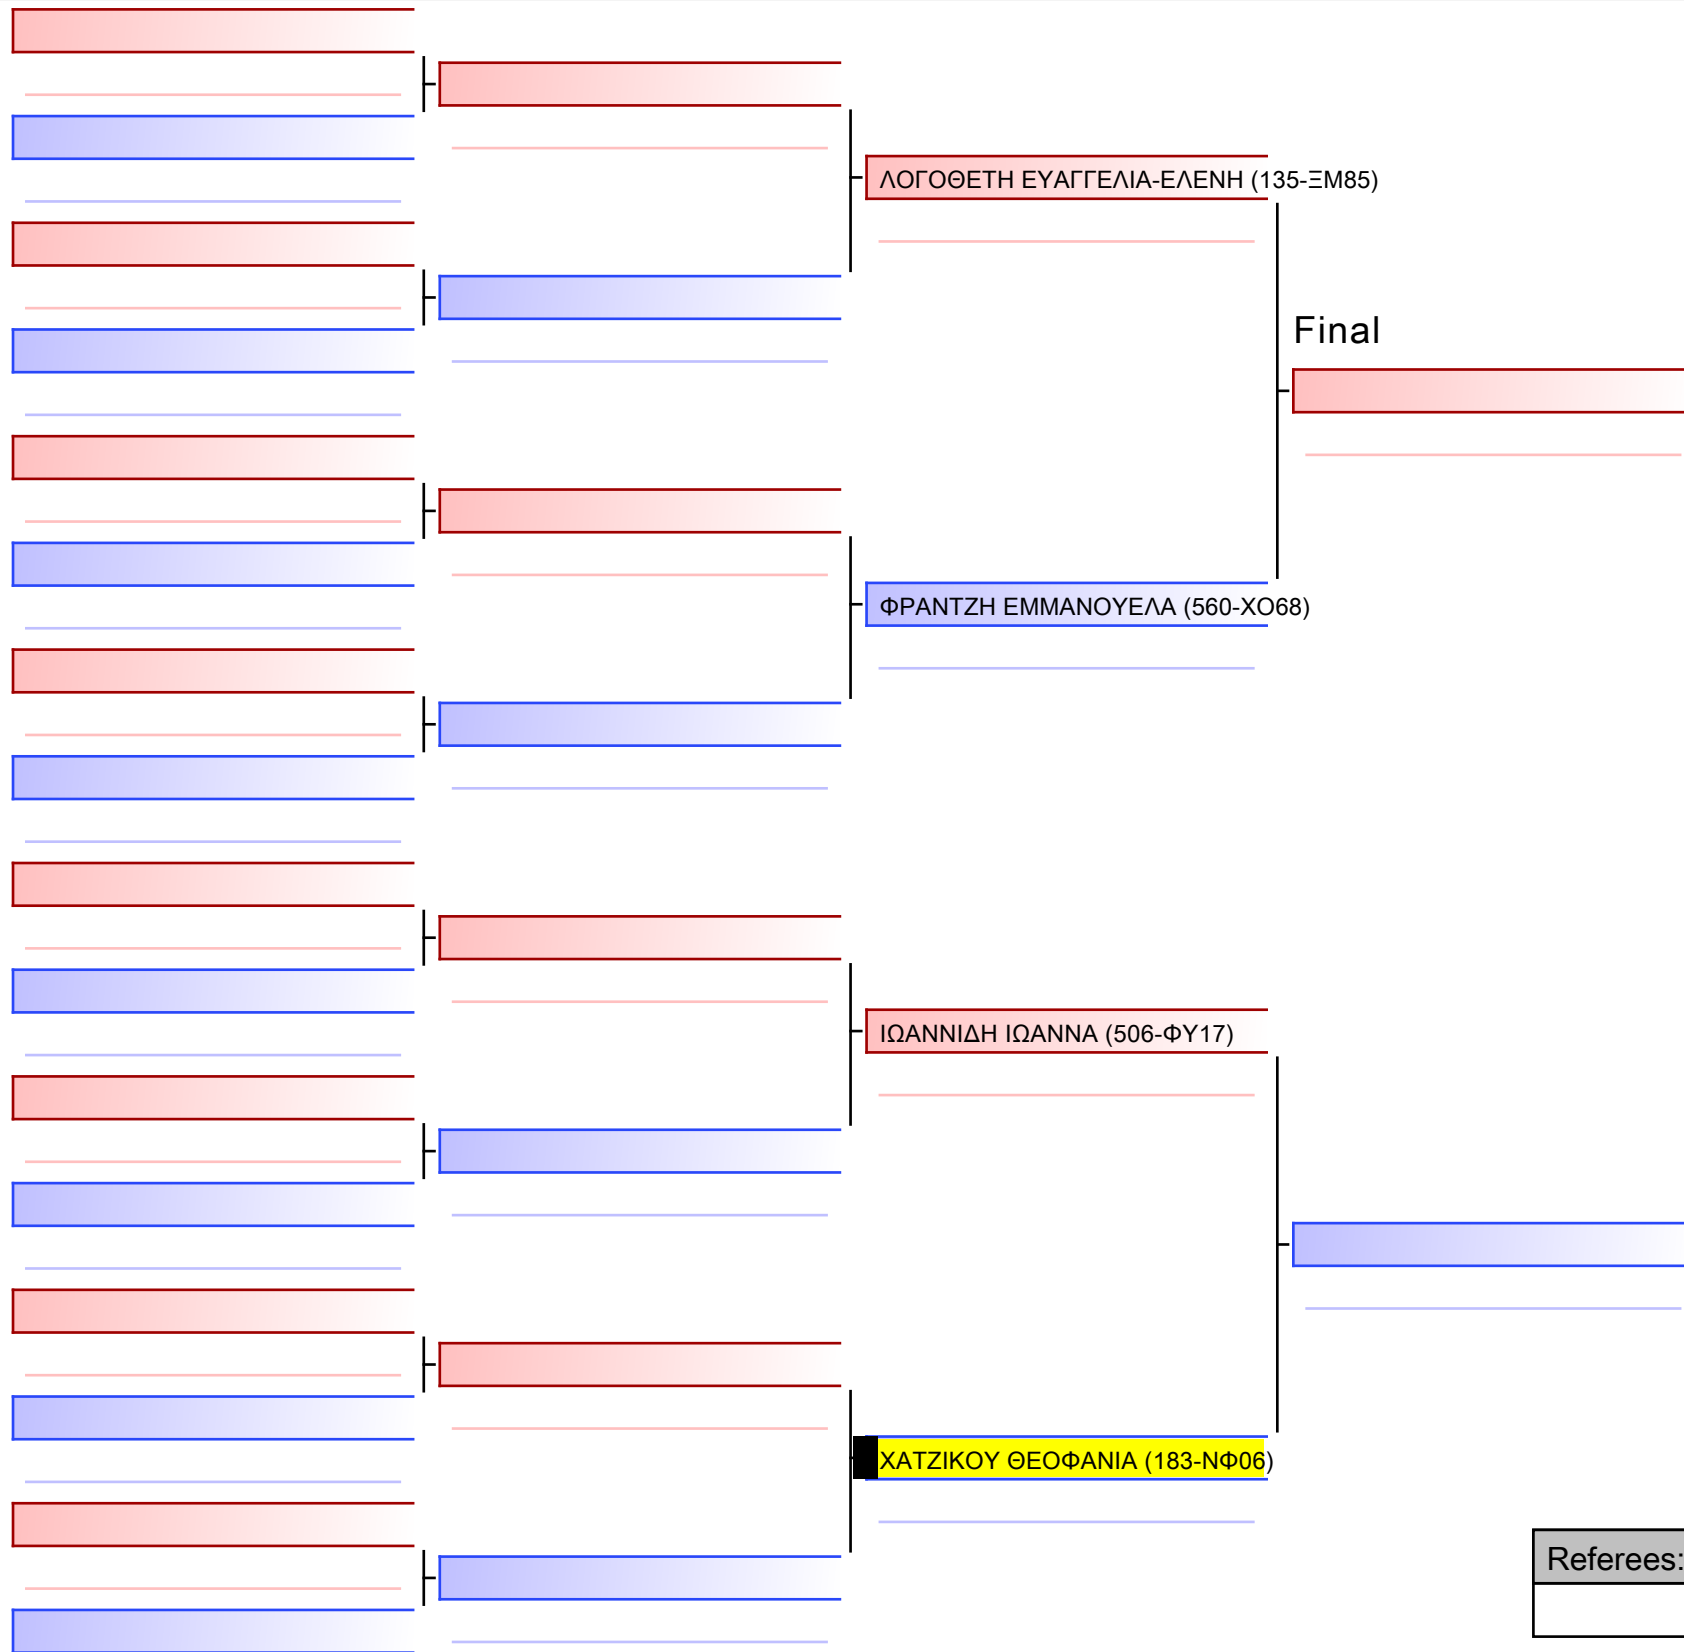 ΛΟΓΟΘΕΤΗ ΕΥΑΓΓΕΛΙΑ-ΕΛΕΝΗ (135-ΞΜ85)
Final
ΦΡΑΝΤΖΗ ΕΜΜΑΝΟΥΕΛΑ (560-ΧΟ68)
ΙΩΑΝΝΙΔΗ ΙΩΑΝΝΑ (506-ΦΥ17)
ΧΑΤΖΙΚΟΥ ΘΕΟΦΑΝΙΑ (183-ΝΦ06)
Referees: